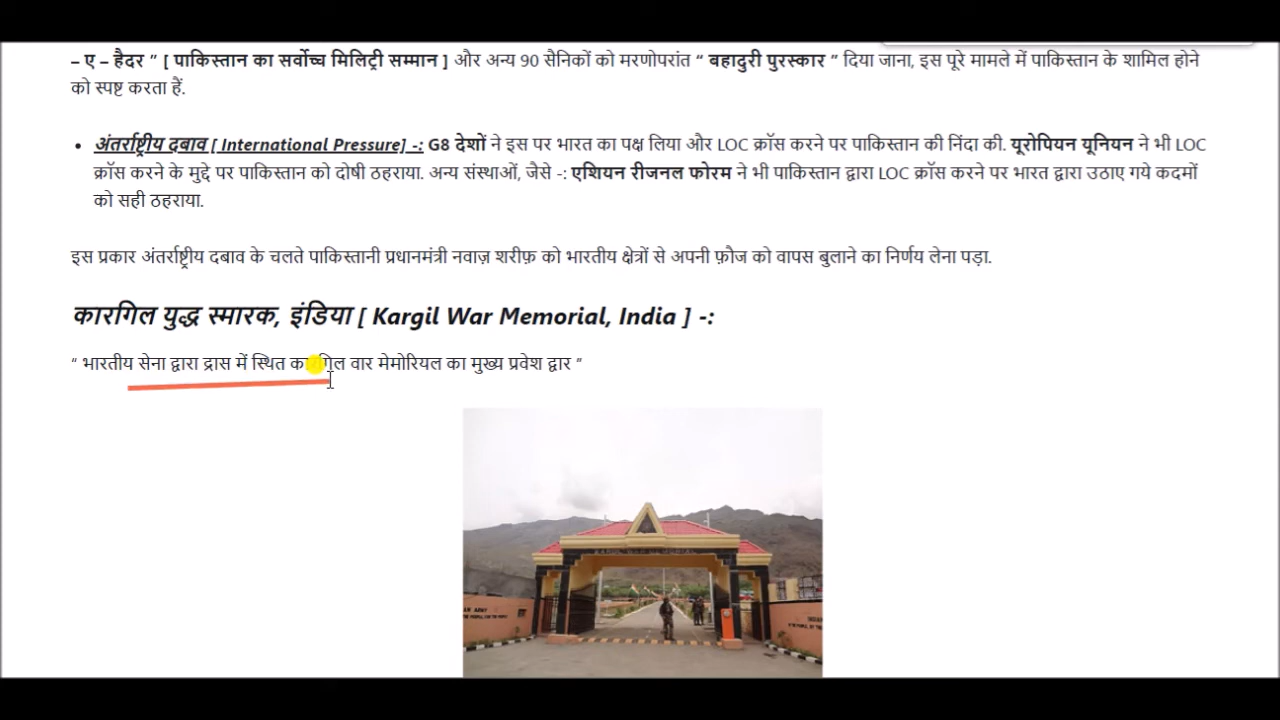 – ए – हैदर ” [ पाकिस्तान का सर्वोच्च मिलिट्री सम्मान ] और अन्य 90 सैनिकों को मरणोपरांत “ बहादुरी पुरस्कार ” दिया जाना, इस पूरे मामले में पाकिस्तान के शामिल होने
को स्पष्ट करता हैं.
• अंतर्राष्ट्रीय दबाव [ International Pressure] -: G8 देशों ने इस पर भारत का पक्ष लिया और LOC क्रॉस करने पर पाकिस्तान की निंदा की. यूरोपियन यूनियन ने भी LOC
क्रॉस करने के मुद्दे पर पाकिस्तान को दोषी ठहराया. अन्य संस्थाओं, जैसे -: एशियन रीजनल फोरम ने भी पाकिस्तान द्वारा LOC क्रॉस करने पर भारत द्वारा उठाए गये कदमों
को सही ठहराया.
इस प्रकार अंतर्राष्ट्रीय दबाव के चलते पाकिस्तानी प्रधानमंत्री नवाज़ शरीफ़ को भारतीय क्षेत्रों से अपनी फ़ौज को वापस बुलाने का निर्णय लेना पड़ा.
कारगिल युद्ध स्मारक, इंडिया [ Kargil War Memorial, India ] -:
“ भारतीय सेना द्वारा द्रास में स्थित कारगिल वार मेमोरियल का मुख्य प्रवेश द्वार ”